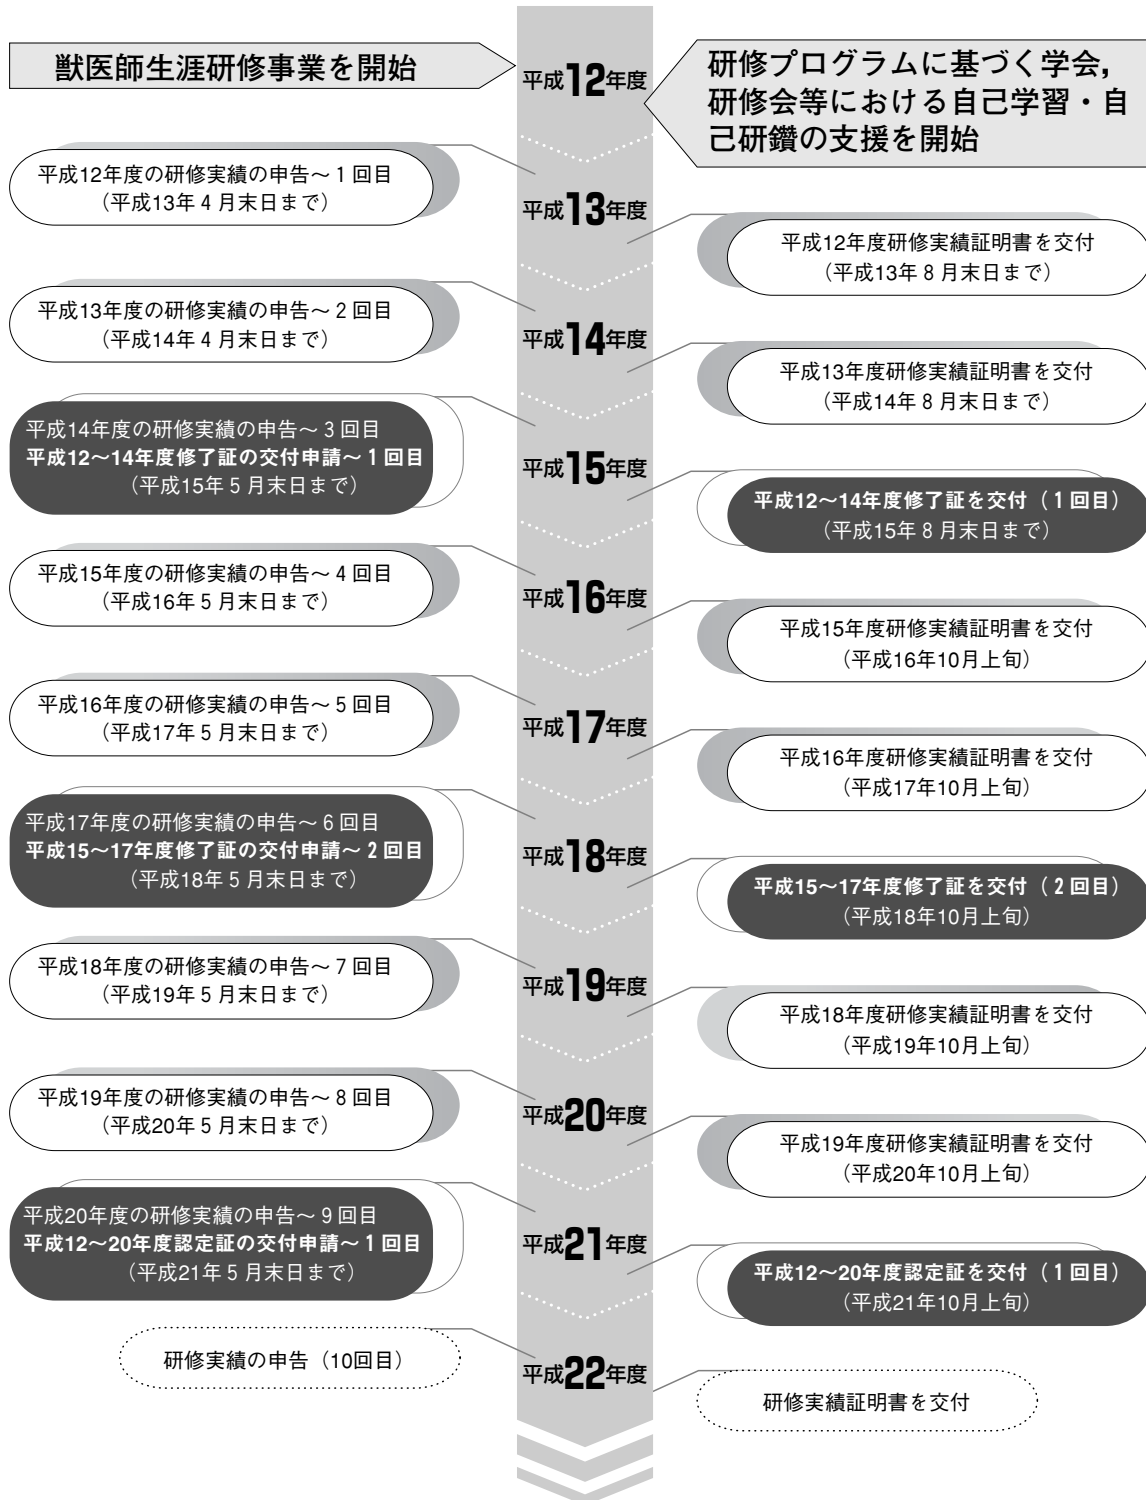 獣医師生涯研修事業を開始
平成12年度
研修プログラムに基づく学会,
研修会等における自己学習・自
己研鑽の支援を開始
平成12年度の研修実績の申告～1回目
（平成13年4月末日まで）
平成13年度
平成12年度研修実績証明書を交付
（平成13年8月末日まで）
平成13年度の研修実績の申告～2回目
（平成14年4月末日まで）
平成14年度
平成13年度研修実績証明書を交付
（平成14年8月末日まで）
平成14年度の研修実績の申告～3回目
平成12～14年度修了証の交付申請～1回目
（平成15年5月末日まで）
平成15年度
平成12～14年度修了証を交付（1回目）
（平成15年8月末日まで）
平成15年度の研修実績の申告～4回目
（平成16年5月末日まで）
平成16年度
平成15年度研修実績証明書を交付
（平成16年10月上旬）
平成16年度の研修実績の申告～5回目
（平成17年5月末日まで）
平成17年度
平成16年度研修実績証明書を交付
（平成17年10月上旬）
平成17年度の研修実績の申告～6回目
平成15～17年度修了証の交付申請～2回目
（平成18年5月末日まで）
平成18年度
平成15～17年度修了証を交付（2回目）
（平成18年10月上旬）
平成18年度の研修実績の申告～7回目
（平成19年5月末日まで）
平成19年度
平成18年度研修実績証明書を交付
（平成19年10月上旬）
平成19年度の研修実績の申告～8回目
（平成20年5月末日まで）
平成20年度
平成19年度研修実績証明書を交付
（平成20年10月上旬）
平成20年度の研修実績の申告～9回目
平成12～20年度認定証の交付申請～1回目
（平成21年5月末日まで）
平成21年度
平成12～20年度認定証を交付（1回目）
（平成21年10月上旬）
研修実績の申告（10回目）
平成22年度
研修実績証明書を交付